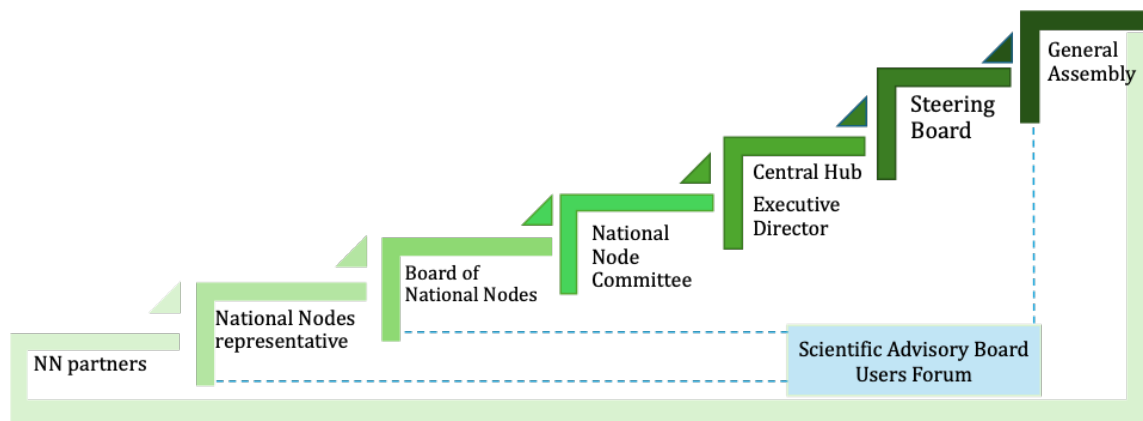 General
Assembly
Steering
Board
Central Hub
Executive
Director
National
Node
Committee
Board of
National Nodes
National Nodes
representative
NN partners
Scientific Advisory Board
Users Forum